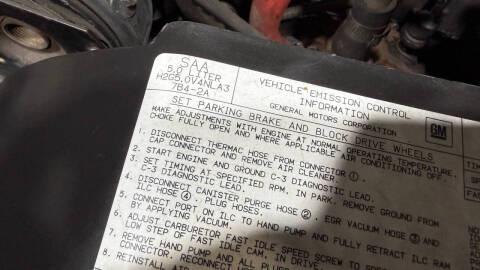 SAA
5.0 LITER
H2G5.0V4NLA3
7B4-2A
VEHICLE EMISSION CONTROL
INFORMATION
GENERAL MOTORS CORPORATION
GM
SET PARKING BRAKE AND BLOCK DRIVE WHEELS
MAKE ADJUSTMENTS WITH ENGINE AT NORMAL OPERATING TEMPERATURE,
CHOKE FULLY OPEN AND WHERE APPLICABLE AIR CONDITIONING OFF.
1. DISCONNECT THERMAC HOSE FROM CONNECTOR ①.
CAP CONNECTOR AND REMOVE AIR CLEANER.
2. START ENGINE AND GROUND C-3 DIAGNOSTIC LEAD.
3. SET TIMING AT SPECIFIED RPM, IN PARK. REMOVE GROUND FROM
C-3 DIAGNOSTIC LEAD.
4. DISCONNECT CANISTER PURGE HOSE ②, EGR VACUUM HOSE ③ AND
ILC HOSE ④. PLUG HOSES.
5. CONNECT PORT ON ILC TO HAND PUMP AND FULLY RETRACT ILC
BY APPLYING VACUUM.
6. ADJUST CARBURETOR FAST IDLE SPEED SCREW TO
LOW STEP OF FAST IDLE CAM, IN DRIVE
7. REMOVE HAND PUMP AND ALL PLUGS
CONNECTOR. RECONNECT
8. REINSTALL AIR